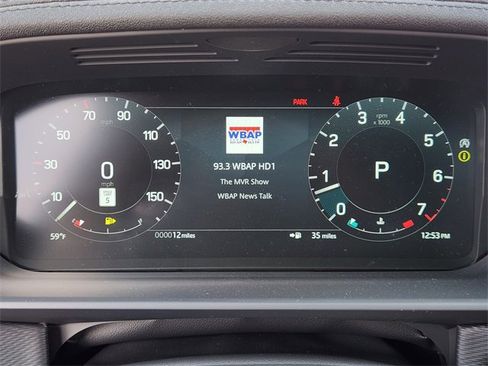 PARK
WBAP
93.3 WBAP HD1
The MVR Show
WBAP News Talk
70 90
50 110
30 130
10 150
0
mph
5
3 4
2 5
1 6
0 7
rpm
x 1000
P
59°F
000012 miles
35 miles
12:53 PM